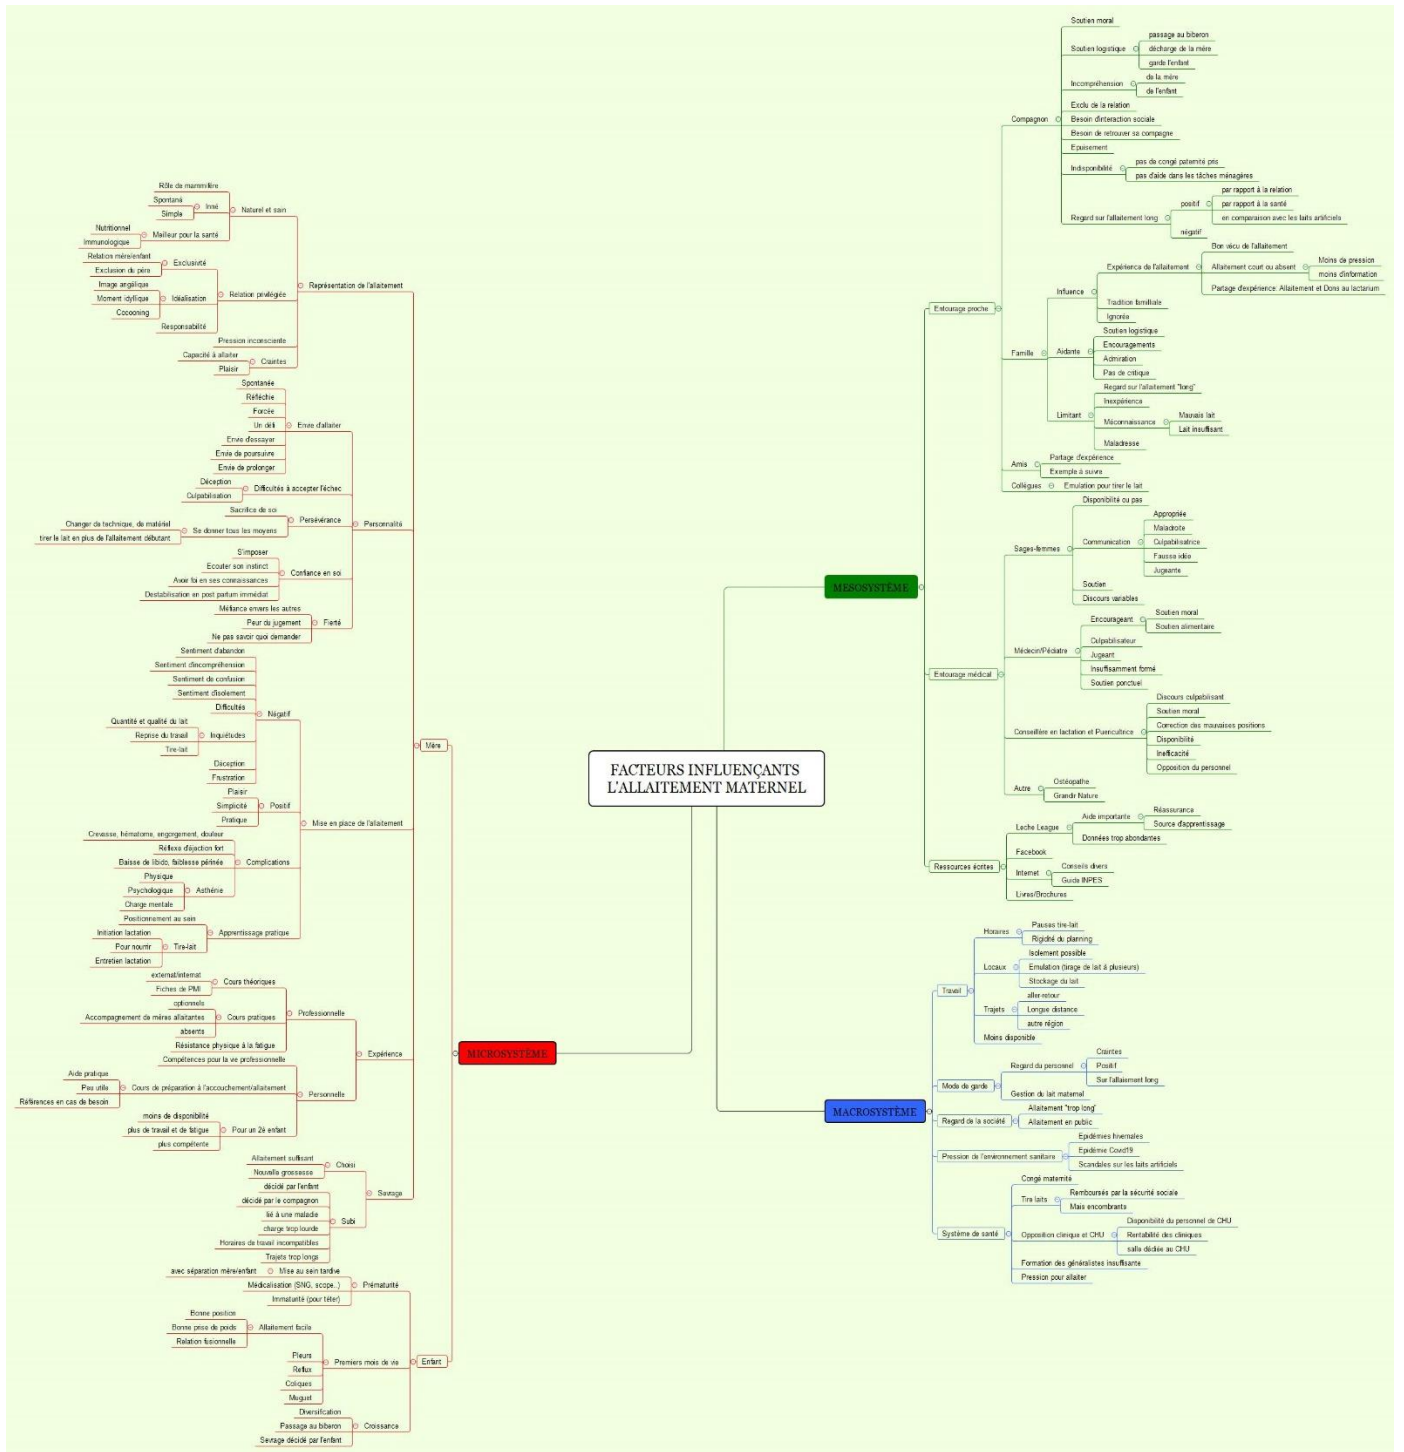 FACTEURS INFLUENÇANTS
L'ALLAITEMENT MATERNEL
MICROSYSTÈME
Mère
Représentation de l'allaitement
Naturel et sain
Rôle de mammifère
Inné
Spontané
Simple
Meilleur pour la santé
Nutritionnel
Immunologique
Relation privilégiée
Exclusivité
Relation mère/enfant
Exclusion du père
Idéalisation
Image angélique
Moment idyllique
Cocooning
Responsabilité
Pression inconsciente
Craintes
Capacité à allaiter
Plaisir
Personnalité
Envie d'allaiter
Spontanée
Réfléchie
Forcée
Un défi
Envie d'essayer
Envie de poursuivre
Envie de prolonger
Difficultés à accepter l'échec
Déception
Culpabilisation
Persévérance
Sacrifice de soi
Se donner tous les moyens
Changer de technique, de matériel
tirer le lait en plus de l'allaitement débutant
Confiance en soi
S'imposer
Ecouter son instinct
Avoir foi en ses connaissances
Destabilisation en post partum immédiat
Fierté
Méfiance envers les autres
Peur du jugement
Ne pas savoir quoi demander
Mise en place de l'allaitement
Négatif
Sentiment d'abandon
Sentiment d'incompréhension
Sentiment de confusion
Sentiment d'isolement
Difficultés
Inquiétudes
Quantité et qualité du lait
Reprise du travail
Tire-lait
Déception
Frustration
Positif
Plaisir
Simplicité
Pratique
Complications
Crevasse, hématome, engorgement, douleur
Réflexe d'éjection fort
Baisse de libido, faiblesse périnée
Asthénie
Physique
Psychologique
Charge mentale
Apprentissage pratique
Positionnement au sein
Tire-lait
Initiation lactation
Pour nourrir
Entretien lactation
Expérience
Professionnelle
Cours théoriques
external/internat
Fiches de PMI
Cours pratiques
optionnels
Accompagnement de mères allaitantes
absents
Résistance physique à la fatigue
Personnelle
Compétences pour la vie professionnelle
Cours de préparation à l'accouchement/allaitement
Aide pratique
Peu utile
Références en cas de besoin
Pour un 2è enfant
moins de disponibilité
plus de travail et de fatigue
plus compétente
Sevrage
Choisi
Allaitement suffisant
Nouvelle grossesse
Subi
décidé par l'enfant
décidé par le compagnon
lié à une maladie
charge trop lourde
Horaires de travail incompatibles
Trajets trop longs
Enfant
Prématurité
Mise au sein tardive
avec séparation mère/enfant
Médicalisation (SNG, scope..)
Immaturité (pour téter)
Premiers mois de vie
Allaitement facile
Bonne position
Bonne prise de poids
Relation fusionnelle
Pleurs
Reflux
Coliques
Muguet
Croissance
Diversification
Passage au biberon
Sevrage décidé par l'enfant
MESOSYSTÈME
Entourage proche
Compagnon
Soutien moral
Soutien logistique
passage au biberon
décharge de la mère
garde l'enfant
Incompréhension
de la mère
de l'enfant
Exclu de la relation
Besoin d'interaction sociale
Besoin de retrouver sa compagne
Epuisement
Indisponibilité
pas de congé paternité pris
pas d'aide dans les tâches ménagères
Regard sur l'allaitement long
positif
par rapport à la relation
par rapport à la santé
en comparaison avec les laits artificiels
négatif
Famille
Influence
Expérience de l'allaitement
Bon vécu de l'allaitement
Allaitement court ou absent
Moins de pression
moins d'information
Partage d'expérience: Allaitement et Dons au lactarium
Tradition familliale
Ignorée
Aidante
Soutien logistique
Encouragements
Admiration
Pas de critique
Limitant
Regard sur l'allaitement "long"
Inexpérience
Méconnaissance
Mauvais lait
Lait insuffisant
Maladresse
Amis
Partage d'expérience
Exemple à suivre
Collègues
Emulation pour tirer le lait
Entourage médical
Sages-femmes
Disponibilité ou pas
Communication
Appropriée
Maladroite
Culpabilisatrice
Fausse idée
Jugeante
Soutien
Discours variables
Médecin/Pédiatre
Encourageant
Soutien moral
Soutien alimentaire
Culpabilisateur
Jugeant
Insuffisamment formé
Soutien ponctuel
Conseillère en lactation et Puericultrice
Discours culpabilisant
Soutien moral
Correction des mauvaises positions
Disponibilité
Inefficacité
Opposition du personnel
Autre
Ostéopathe
Grandir Nature
Ressources écrites
Leche League
Aide importante
Réassurance
Source d'apprentissage
Données trop abondantes
Facebook
Internet
Conseils divers
Guide INPES
Livres/Brochures
MACROSYSTÈME
Travail
Horaires
Pauses tire-lait
Rigidité du planning
Locaux
Isolement possible
Emulation (tirage de lait à plusieurs)
Stockage du lait
Trajets
aller-retour
Longue distance
autre région
Moins disponible
Mode de garde
Regard du personnel
Craintes
Positif
Sur l'allaisment long
Gestion du lait maternel
Regard de la société
Allaitement "trop long"
Allaitement en public
Pression de l'environnement sanitaire
Epidémies hivernales
Epidémie Covid19
Scandales sur les laits artificiels
Système de santé
Congé maternité
Tire laits
Remboursés par la sécurité sociale
Mais encombrants
Opposition clinique et CHU
Disponibilité du personnel de CHU
Rentabilité des cliniques
salle dédiée au CHU
Formation des généralistes insuffisante
Pression pour allaiter